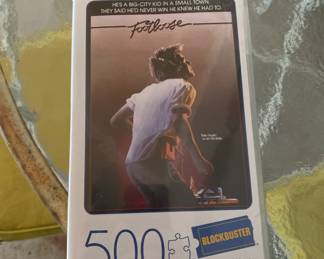 HE'S A BIG-CITY KID IN A SMALL TOWN.
THEY SAID HE'D NEVER WIN. HE KNEW HE HAD TO.
Footloose
500
BLOCKBUSTER